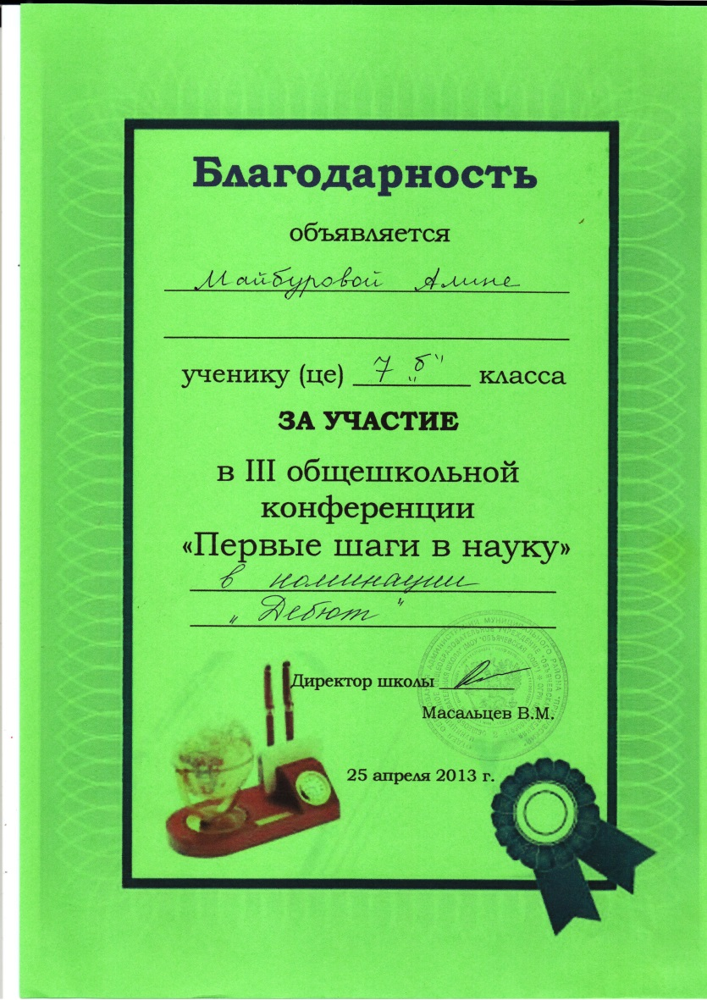 Благодарность
объявляется
Майбуровой Алине
ученику (це) 7 „б" класса
ЗА УЧАСТИЕ
в III общешкольной
конференции
«Первые шаги в науку»
в номинации
„Дебют"
Директор школы
Масальцев В.М.
25 апреля 2013 г.